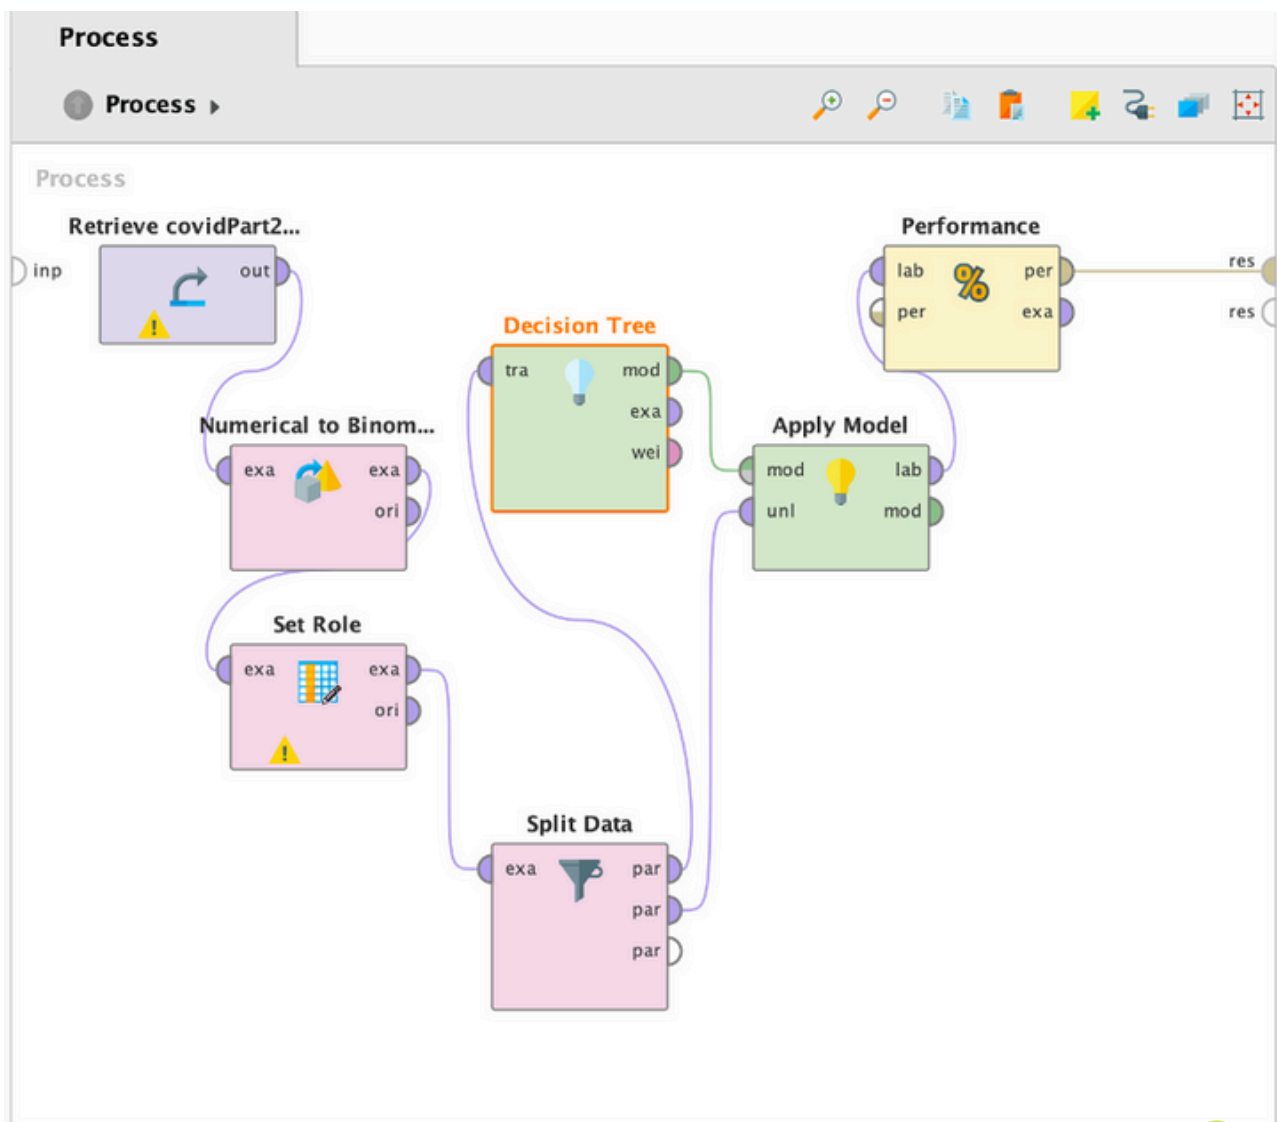 Process
Process
Process
Retrieve covidPart2...
inp
out
Numerical to Binom...
exa
exa
ori
Set Role
exa
exa
ori
Decision Tree
tra
mod
exa
wei
Split Data
exa
par
par
par
Apply Model
mod
lab
unl
mod
Performance
lab
per
per
exa
res
res